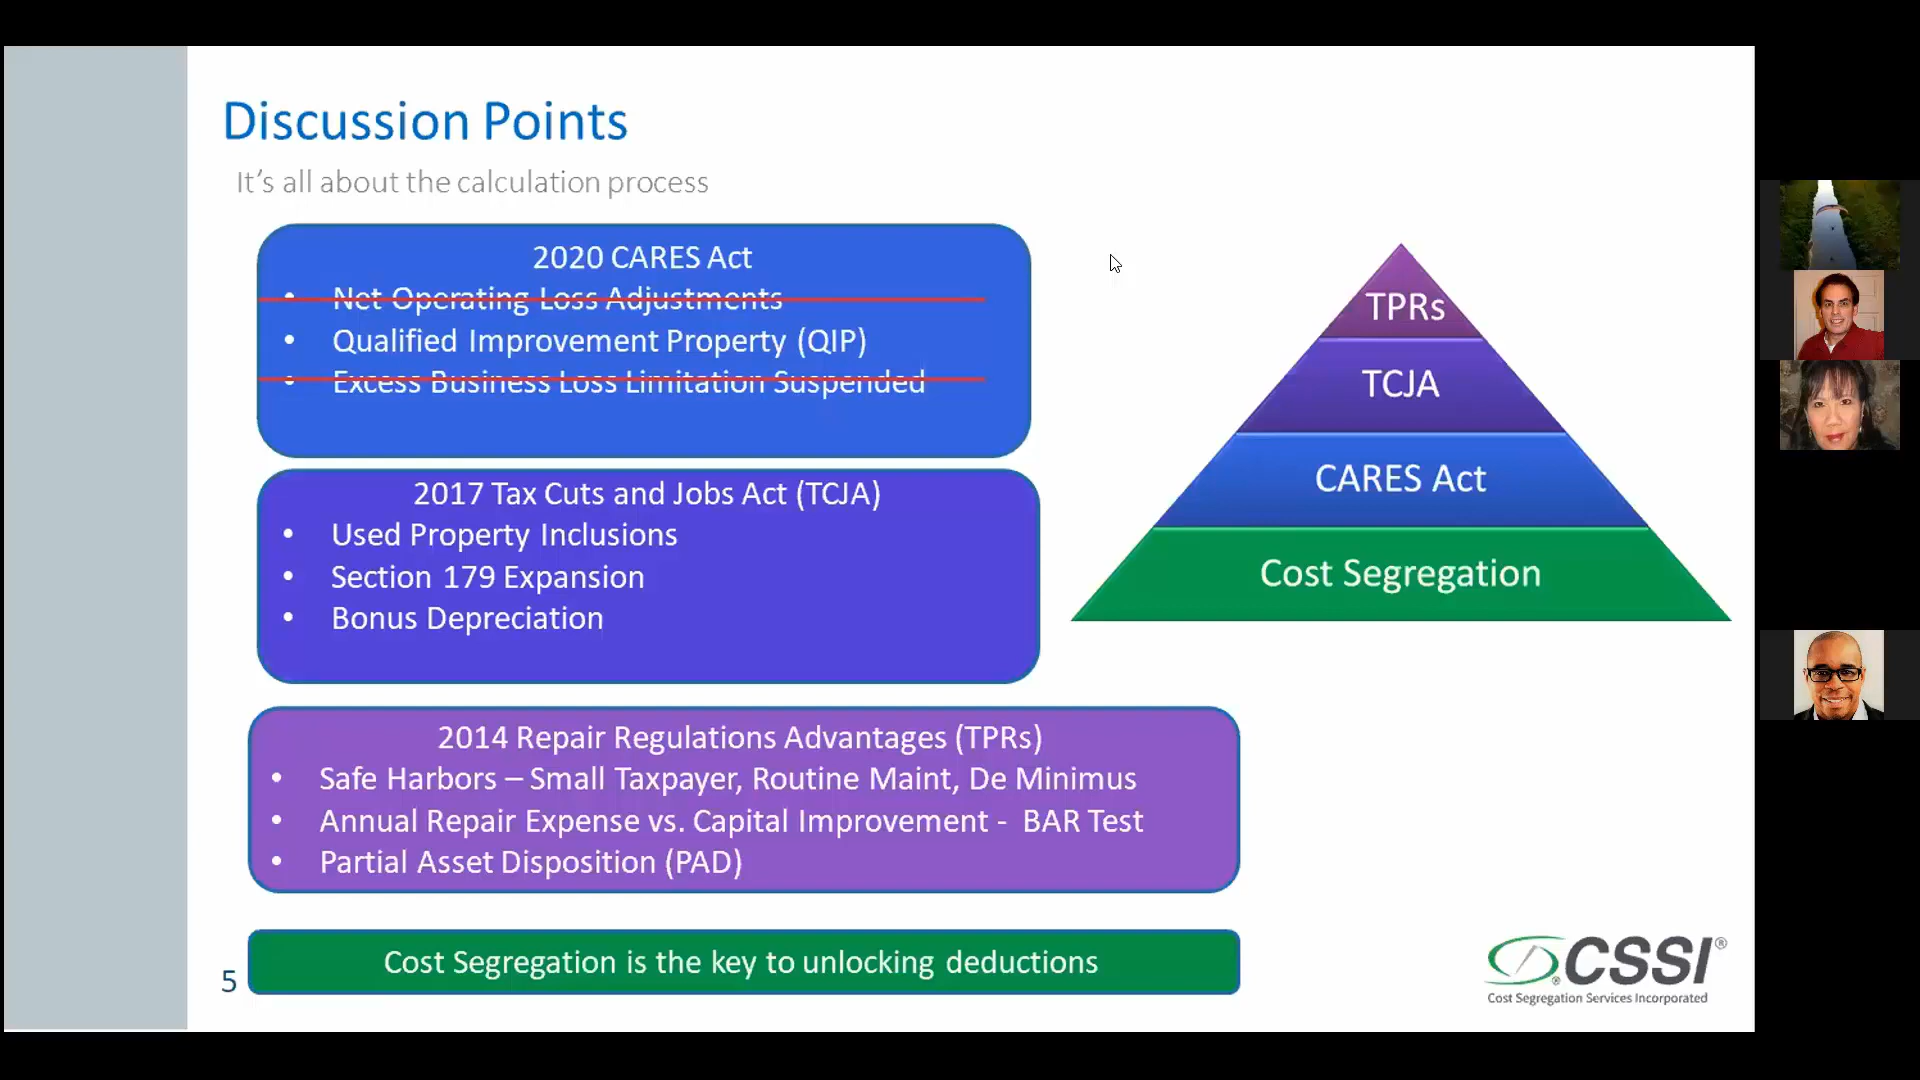 Discussion Points
It's all about the calculation process
2020 CARES Act
• Net Operating Loss Adjustments
• Qualified Improvement Property (QIP)
• Excess Business Loss Limitation Suspended
2017 Tax Cuts and Jobs Act (TCJA)
• Used Property Inclusions
• Section 179 Expansion
• Bonus Depreciation
2014 Repair Regulations Advantages (TPRs)
• Safe Harbors – Small Taxpayer, Routine Maint, De Minimus
• Annual Repair Expense vs. Capital Improvement - BAR Test
• Partial Asset Disposition (PAD)
Cost Segregation is the key to unlocking deductions
5
TPRs
TCJA
CARES Act
Cost Segregation
CSSI®
Cost Segregation Services Incorporated